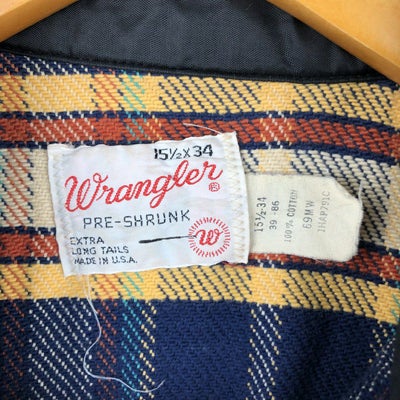 15½ X 34
Wrangler®
PRE-SHRUNK
EXTRA
LONG TAILS
MADE IN U.S.A.
W
15½-34
39 -86
100% COTTON
69MW
1HAP791C